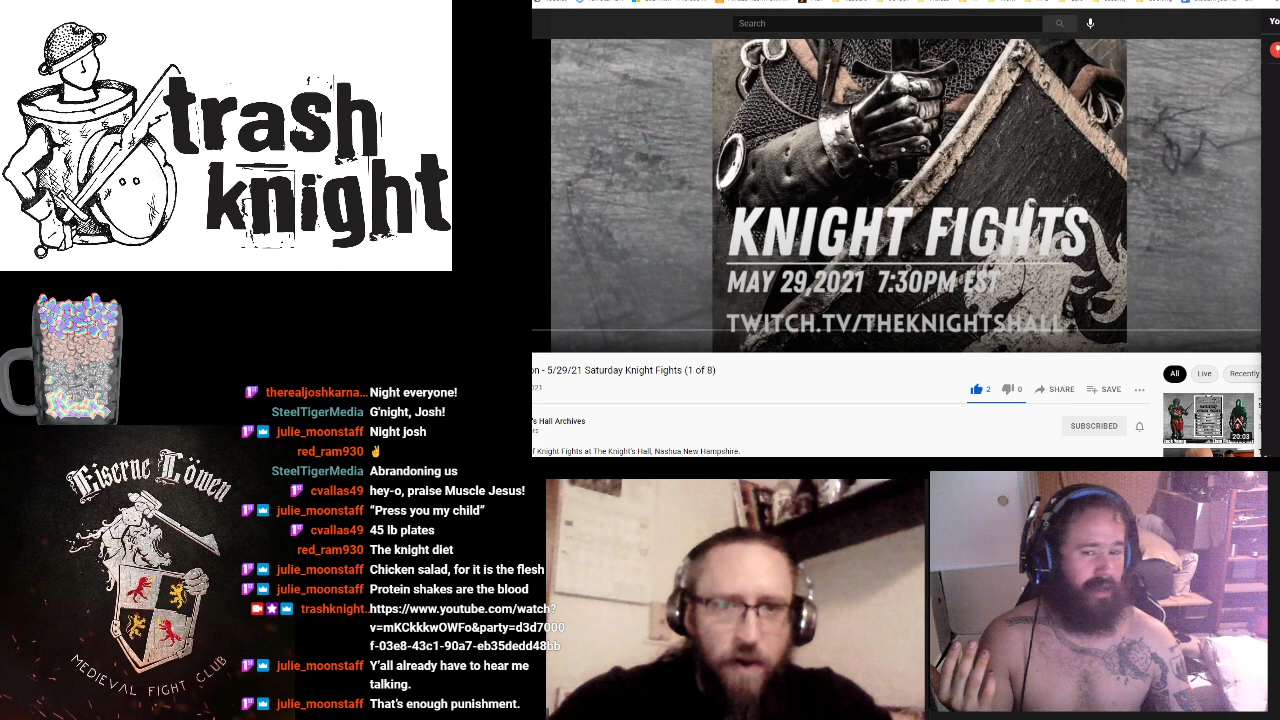 trash
knight
Search
Yo
KNIGHT FIGHTS
MAY 29,2021 7:30PM EST
TWITCH.TV/THEKNIGHTSHALL
on - 5/29/21 Saturday Knight Fights (1 of 8)
021
2
0
SHARE
SAVE
All
Live
Recently
's Hall Archives
rs
SUBSCRIBED
f Knight Fights at The Knight's Hall, Nashua New Hampshire.
20:03
Eiserne Löwen
MEDIEVAL FIGHT CLUB
therealjoshkarna... Night everyone!
SteelTigerMedia G'night, Josh!
julie_moonstaff Night josh
red_ram930 ✌
SteelTigerMedia Abrandoning us
cvallas49 hey-o, praise Muscle Jesus!
julie_moonstaff “Press you my child”
cvallas49 45 lb plates
red_ram930 The knight diet
julie_moonstaff Chicken salad, for it is the flesh
julie_moonstaff Protein shakes are the blood
trashknight... https://www.youtube.com/watch?
v=mKCkkkwOWFo&party=d3d7000
f-03e8-43c1-90a7-eb35dedd48bb
julie_moonstaff Y'all already have to hear me
talking.
julie_moonstaff That's enough punishment.